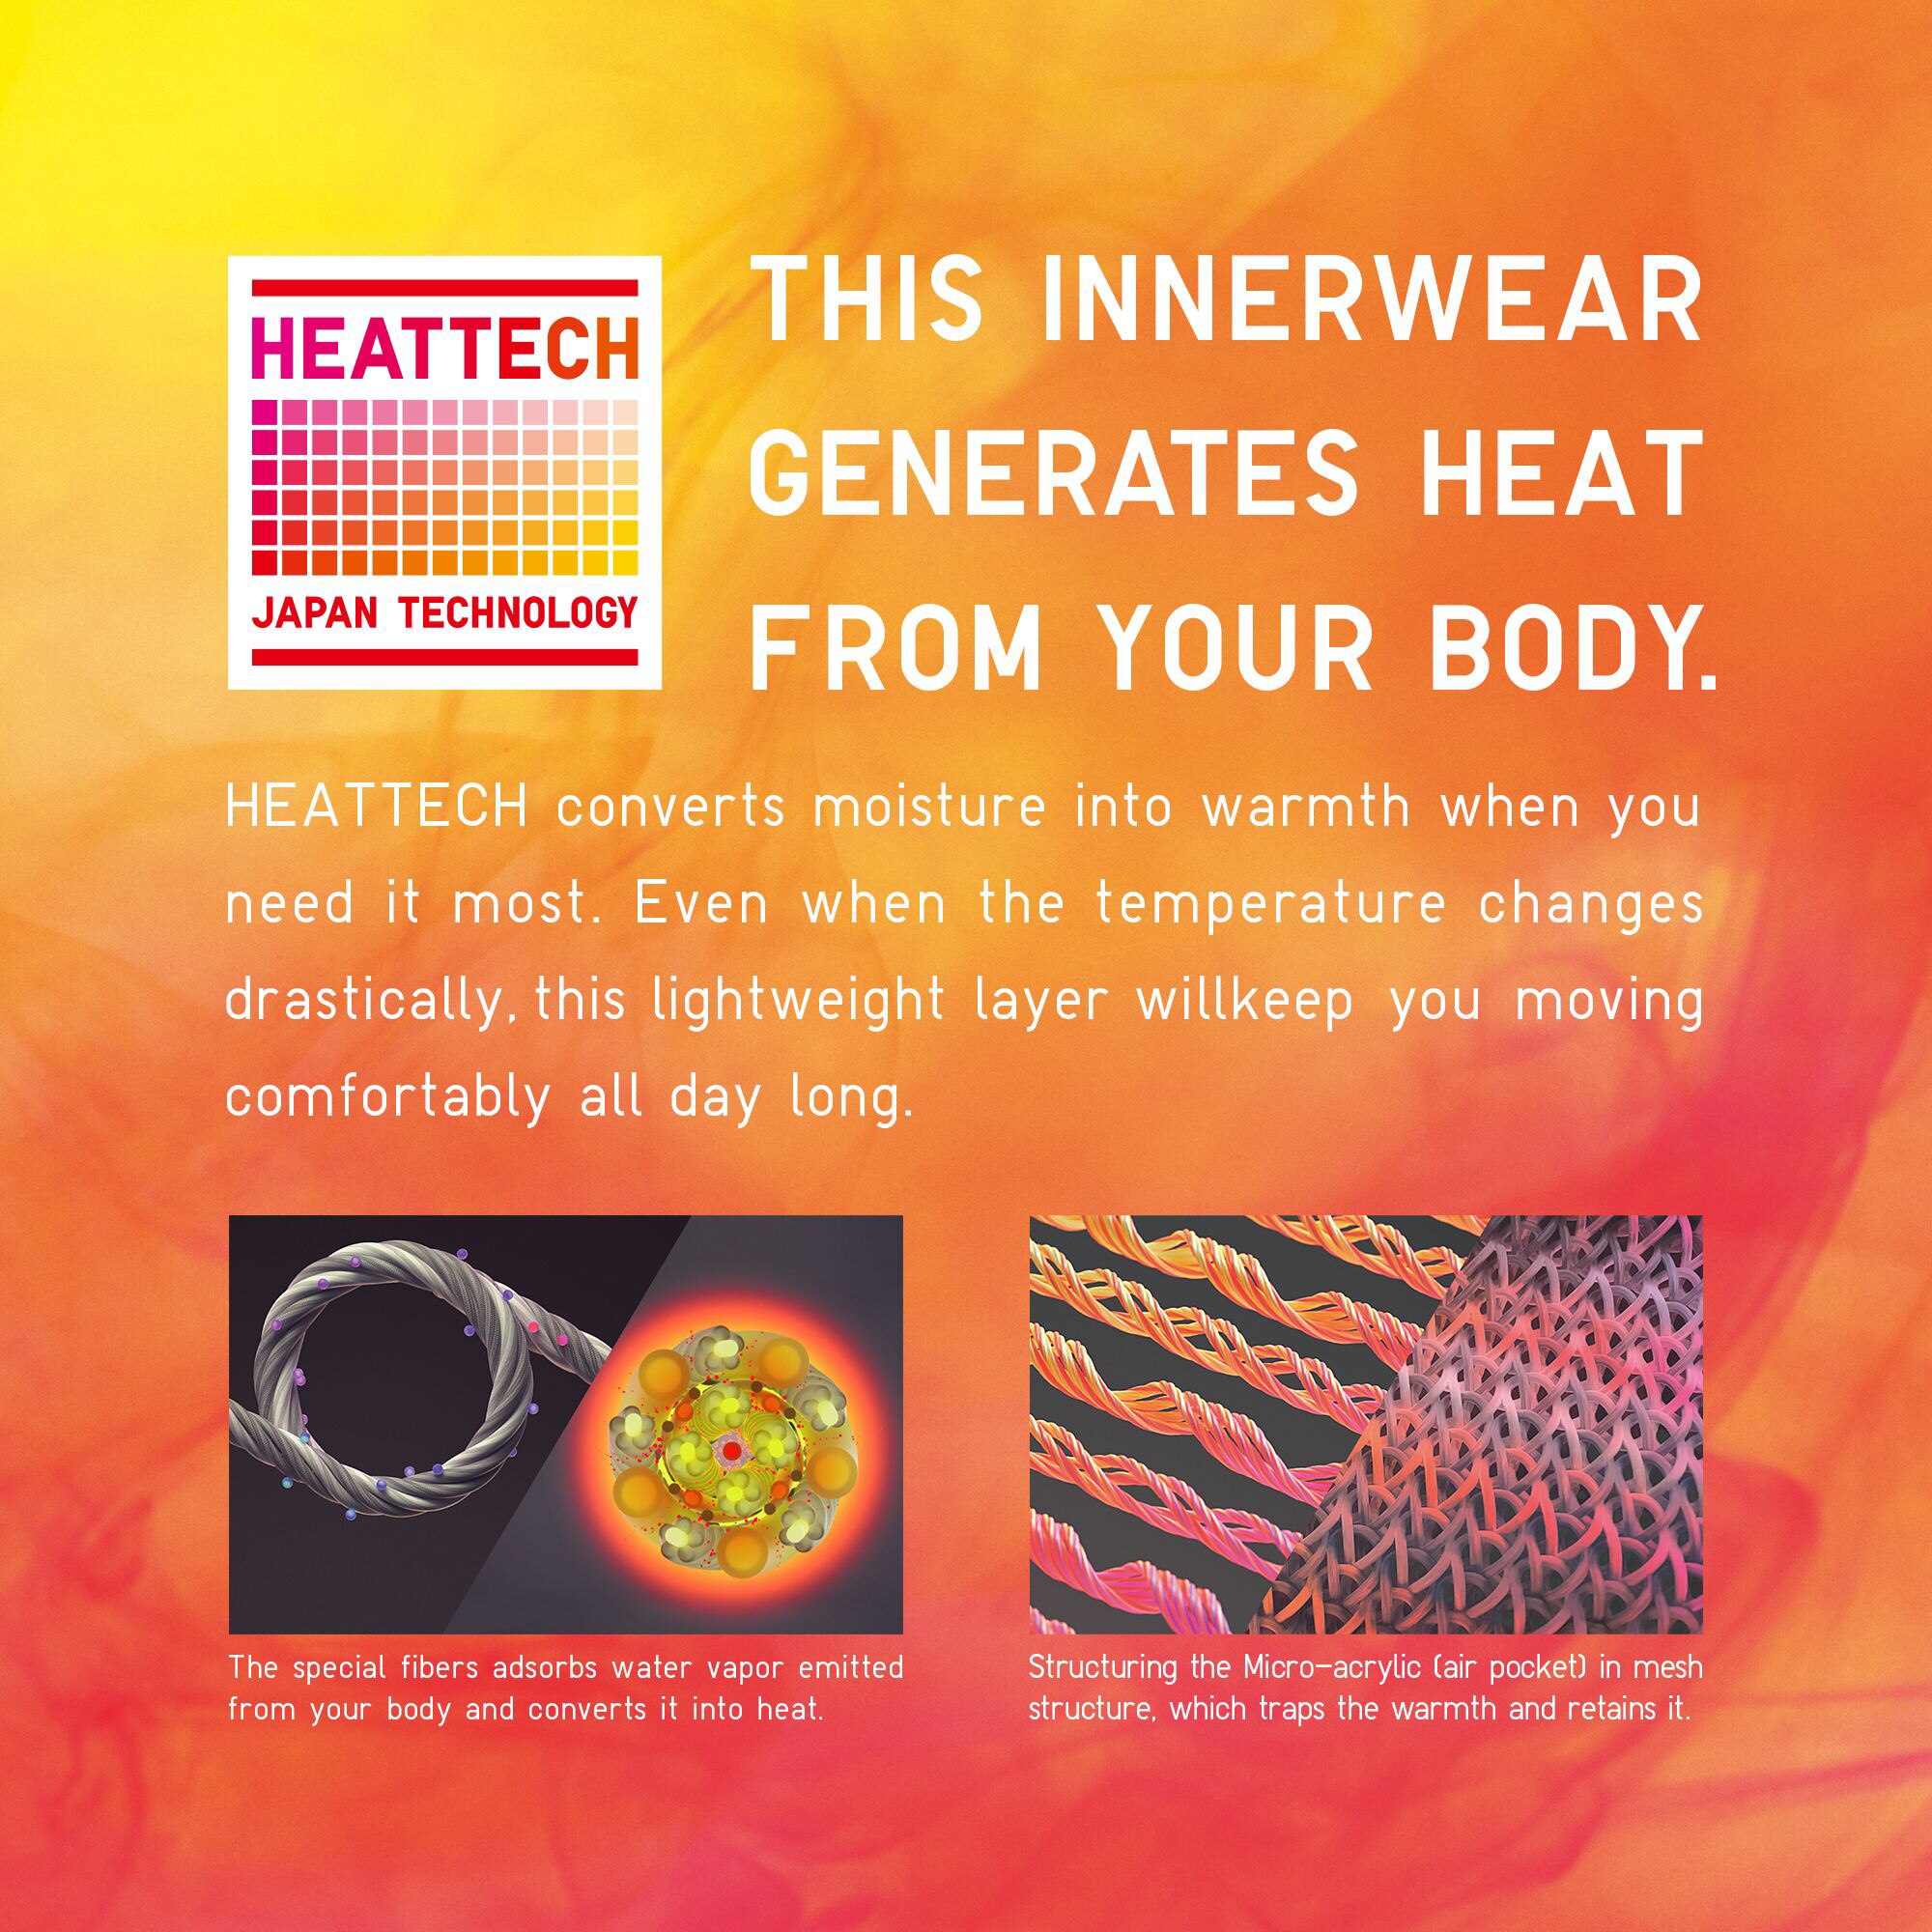 HEATTECH
JAPAN TECHNOLOGY
THIS INNERWEAR
GENERATES HEAT
FROM YOUR BODY.
HEATTECH converts moisture into warmth when you
need it most. Even when the temperature changes
drastically, this lightweight layer willkeep you moving
comfortably all day long.
The special fibers adsorbs water vapor emitted
from your body and converts it into heat.
Structuring the Micro-acrylic (air pocket) in mesh
structure, which traps the warmth and retains it.